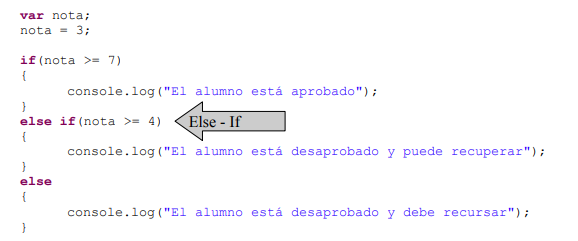 var nota;
nota = 3;
if(nota >= 7)
{
console.log("El alumno está aprobado");
}
else if(nota >= 4) Else - If
{
console.log("El alumno está desaprobado y puede recuperar");
}
else
{
console.log("El alumno está desaprobado y debe recursar");
}